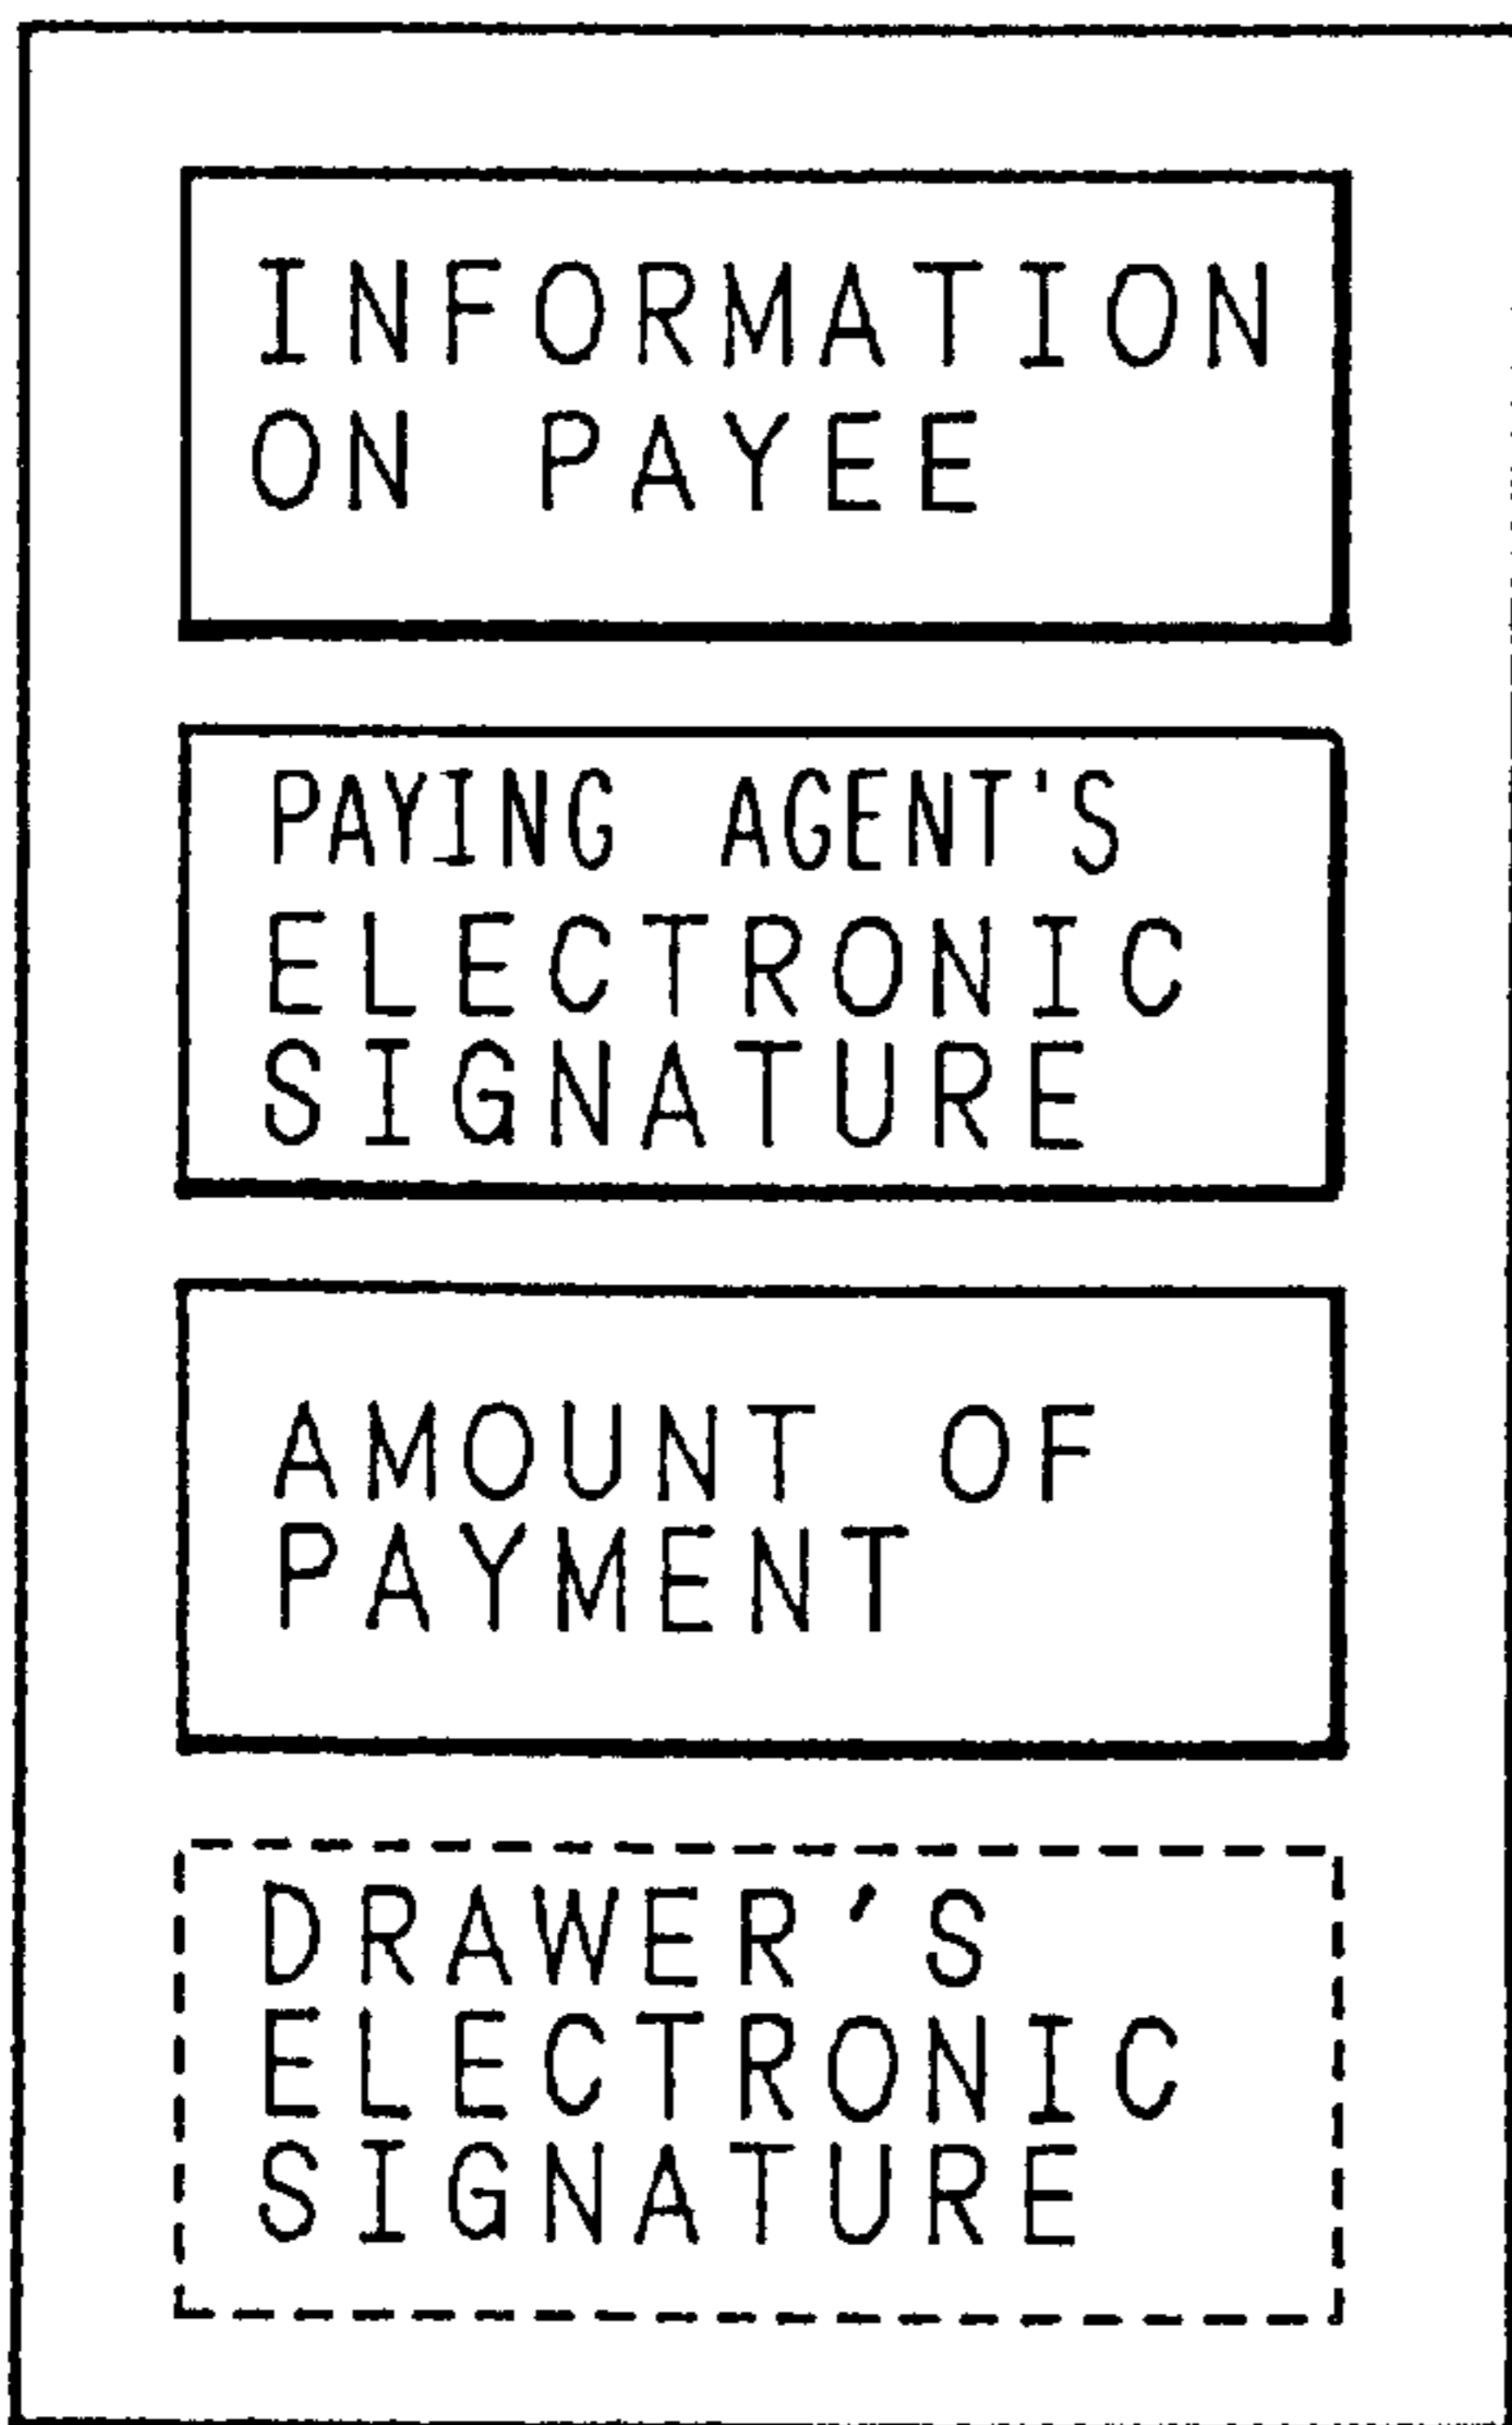 INFORMATION
ON PAYEE
PAYING AGENT'S
ELECTRONIC
SIGNATURE
AMOUNT OF
PAYMENT
DRAWER'S
ELECTRONIC
SIGNATURE